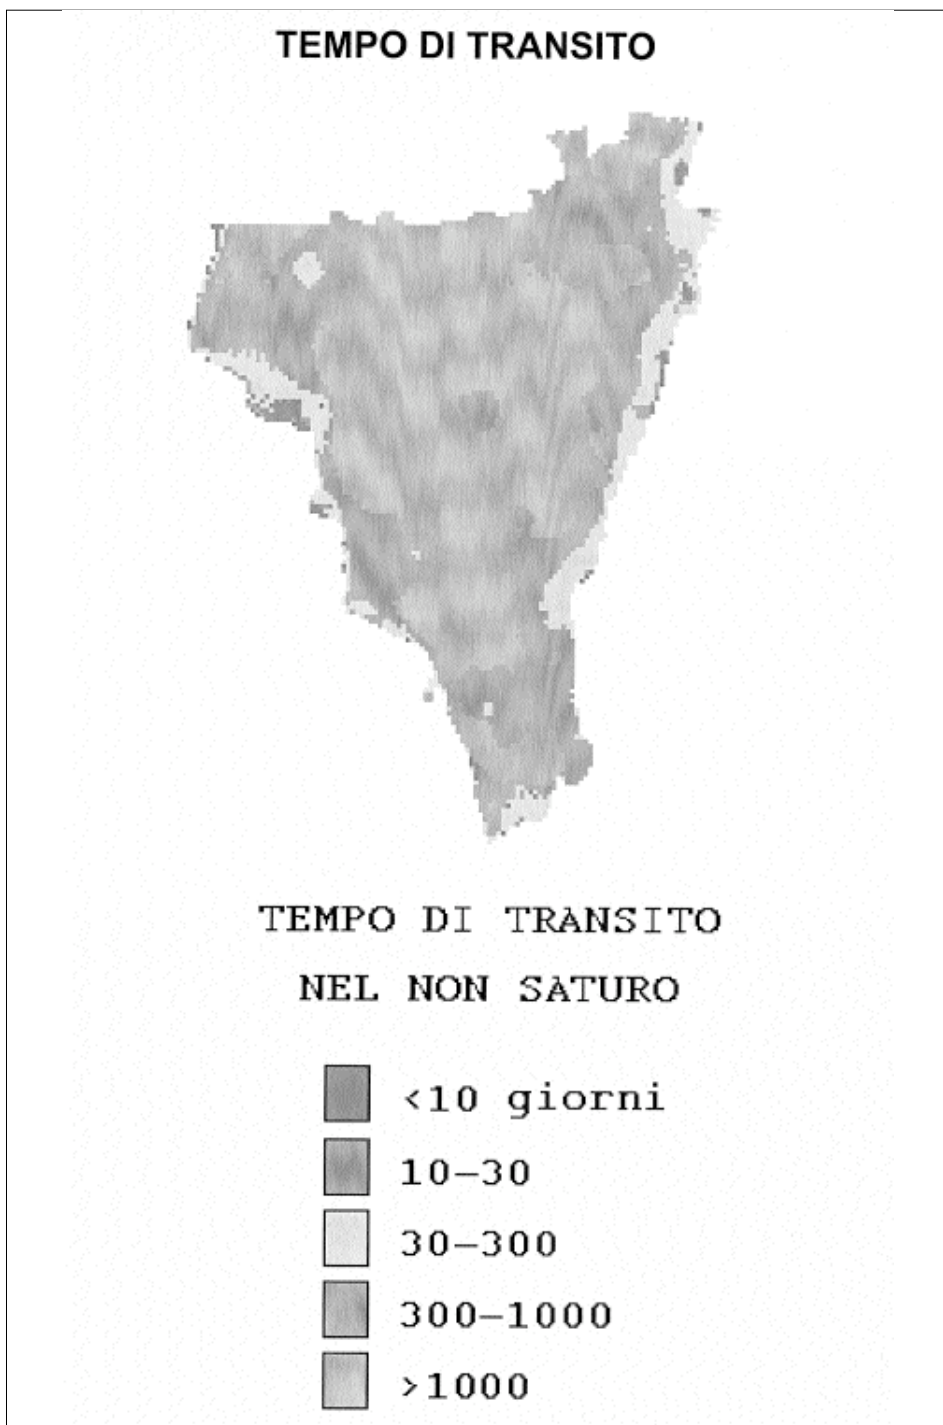 TEMPO DI TRANSITO
TEMPO DI TRANSITO
NEL NON SATURO
<10 giorni
10–30
30–300
300–1000
>1000